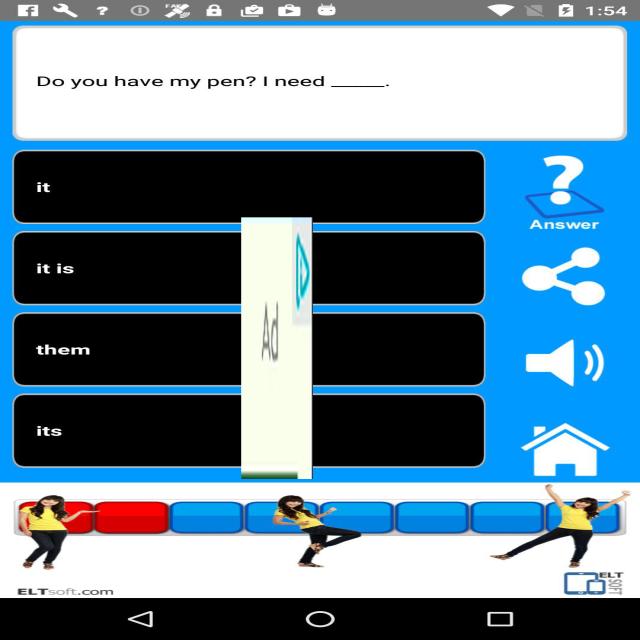 1:54
Do you have my pen? I need _____.
it
it is
them
its
Answer
Ad
ELTsoft.com
ELT
SOFT